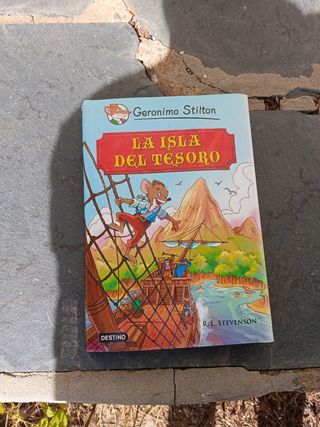 Geronimo Stilton
LA ISLA
DEL TESORO
R. L. STEVENSON
DESTINO